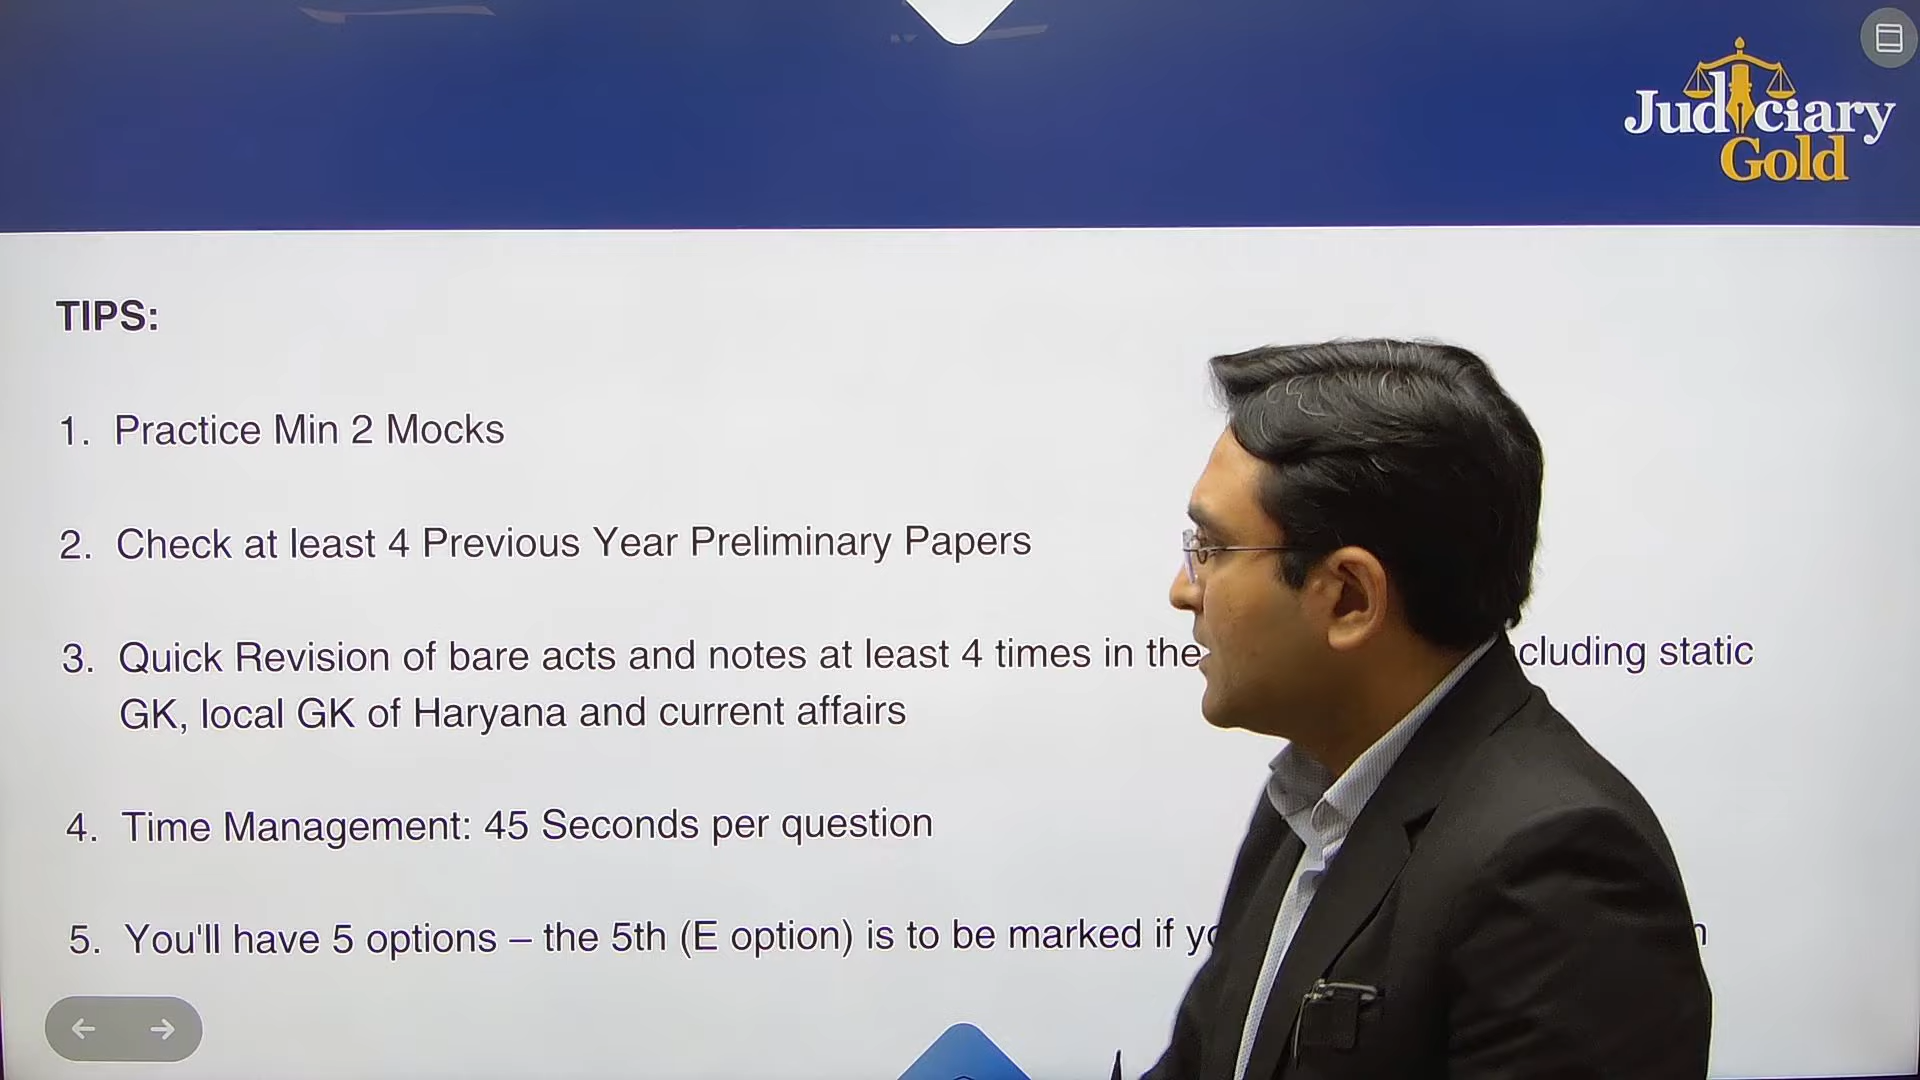 Judiciary
Gold
TIPS:
1. Practice Min 2 Mocks
2. Check at least 4 Previous Year Preliminary Papers
3. Quick Revision of bare acts and notes at least 4 times in the cluding static
GK, local GK of Haryana and current affairs
4. Time Management: 45 Seconds per question
5. You'll have 5 options – the 5th (E option) is to be marked if